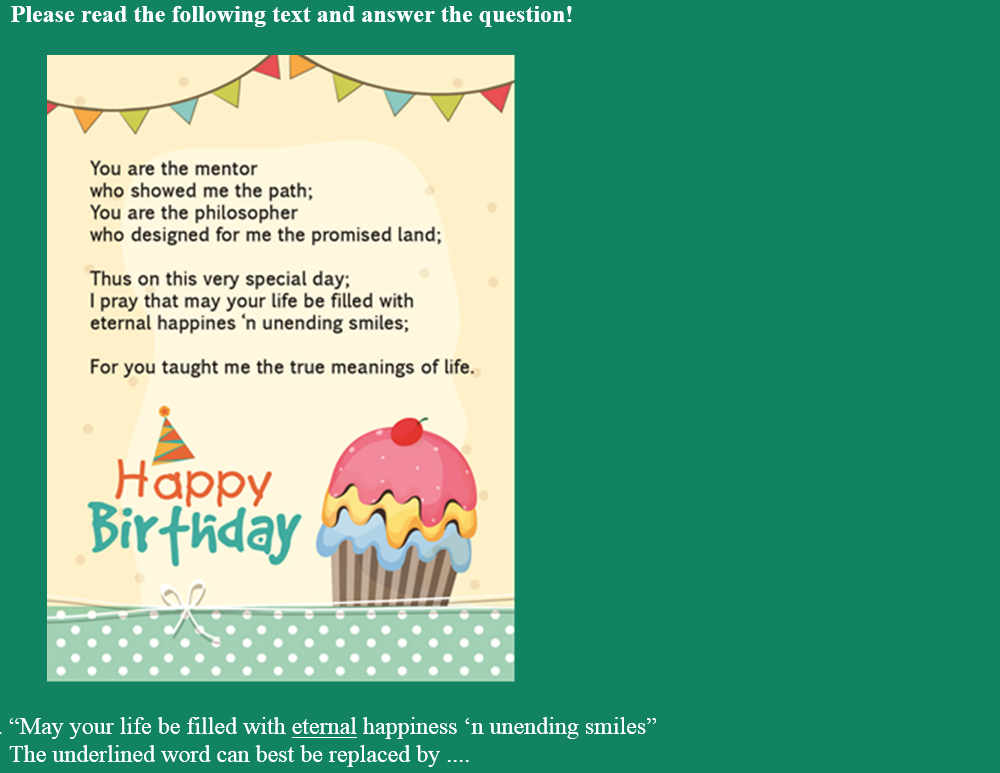 Please read the following text and answer the question!
You are the mentor
who showed me the path;
You are the philosopher
who designed for me the promised land;
Thus on this very special day;
I pray that may your life be filled with
eternal happines ‘n unending smiles;
For you taught me the true meanings of life.
Happy
Birthday
. “May your life be filled with eternal happiness ‘n unending smiles”
The underlined word can best be replaced by ....